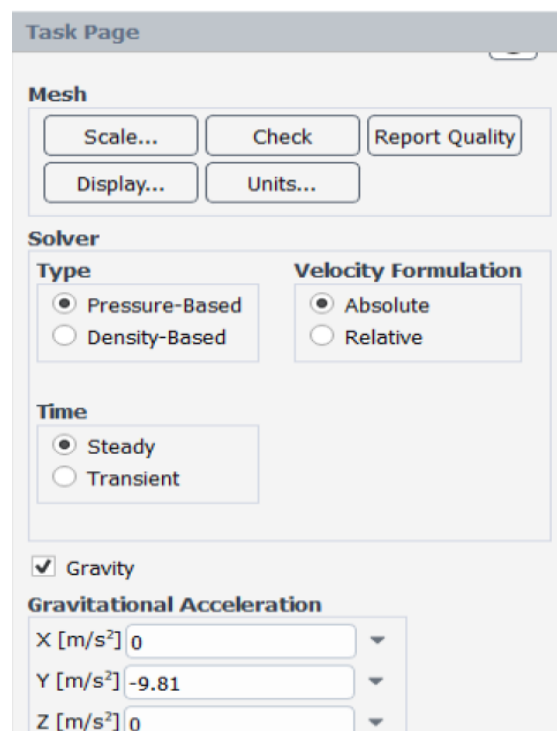 Task Page
Mesh
Scale... Check Report Quality
Display... Units...
Solver
Type Velocity Formulation
Pressure-Based Absolute
Density-Based Relative
Time
Steady
Transient
Gravity
Gravitational Acceleration
X [m/s²] 0
Y [m/s²] -9.81
Z [m/s²] 0